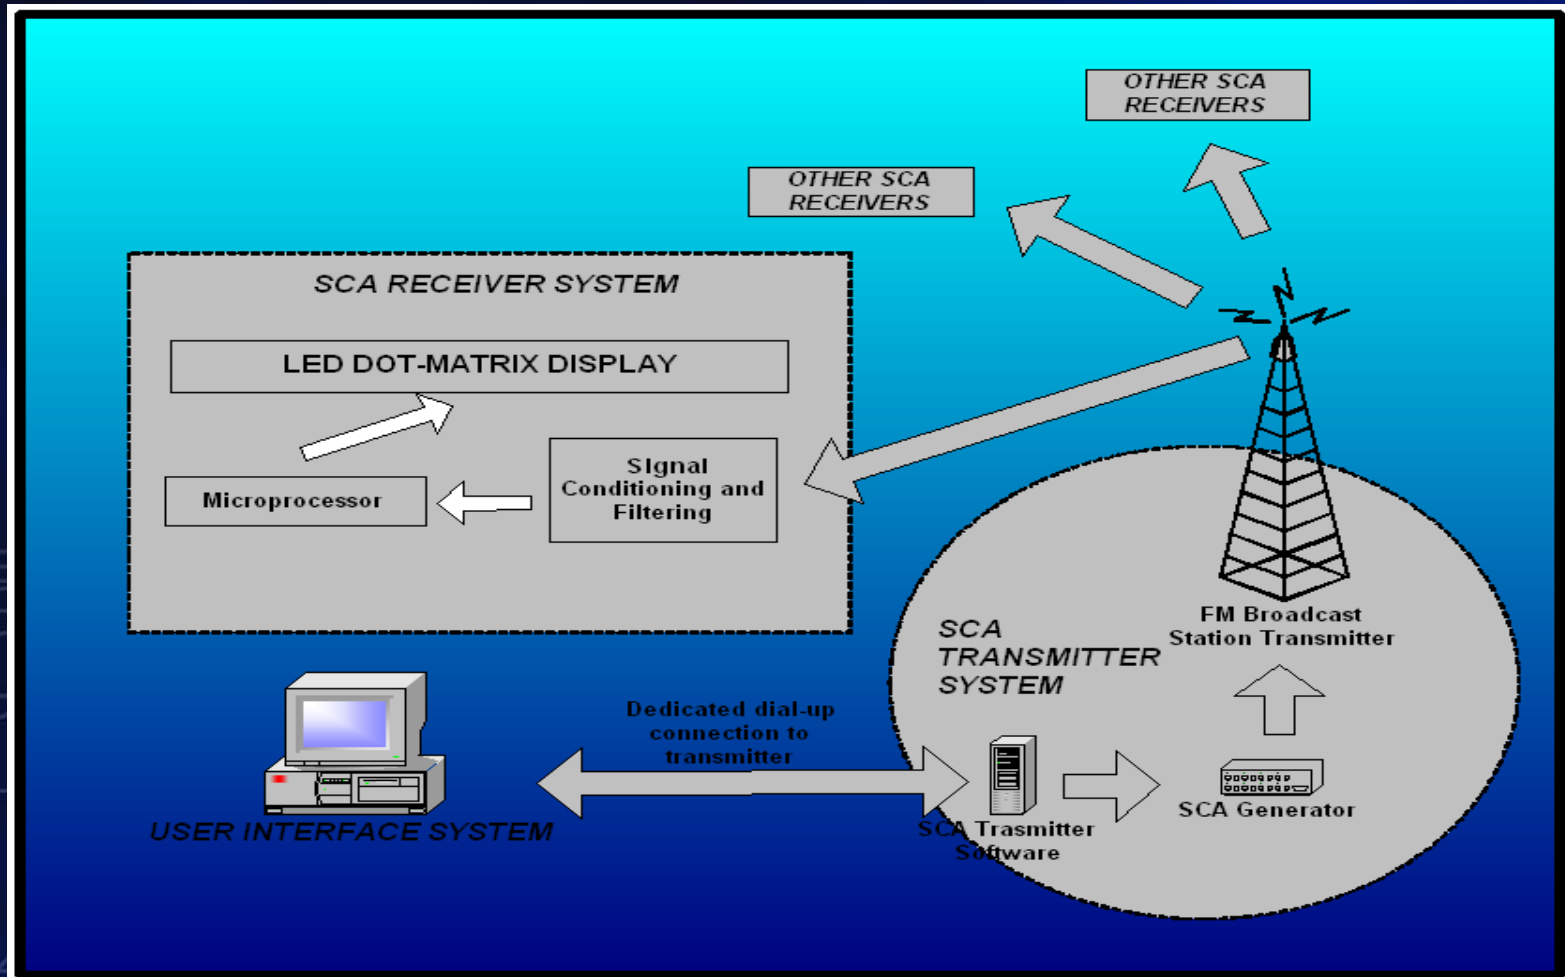 OTHER SCA
RECEIVERS
OTHER SCA
RECEIVERS
SCA RECEIVER SYSTEM
LED DOT-MATRIX DISPLAY
SIgnal
Conditioning and
Filtering
Microprocessor
FM Broadcast
Station Transmitter
SCA
TRANSMITTER
SYSTEM
Dedicated dial-up
connection to
transmitter
SCA Generator
USER INTERFACE SYSTEM
SCA Trasmitter
Software